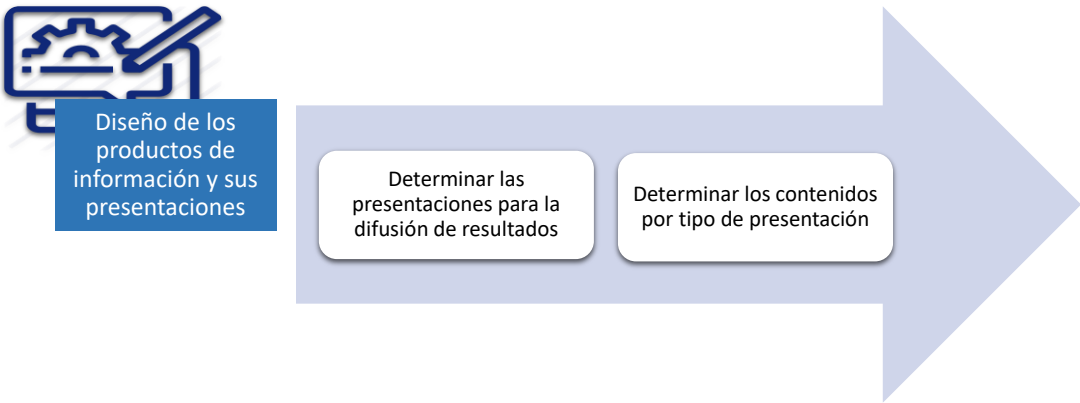 Diseño de los
productos de
información y sus
presentaciones
Determinar las
presentaciones para la
difusión de resultados
Determinar los contenidos
por tipo de presentación